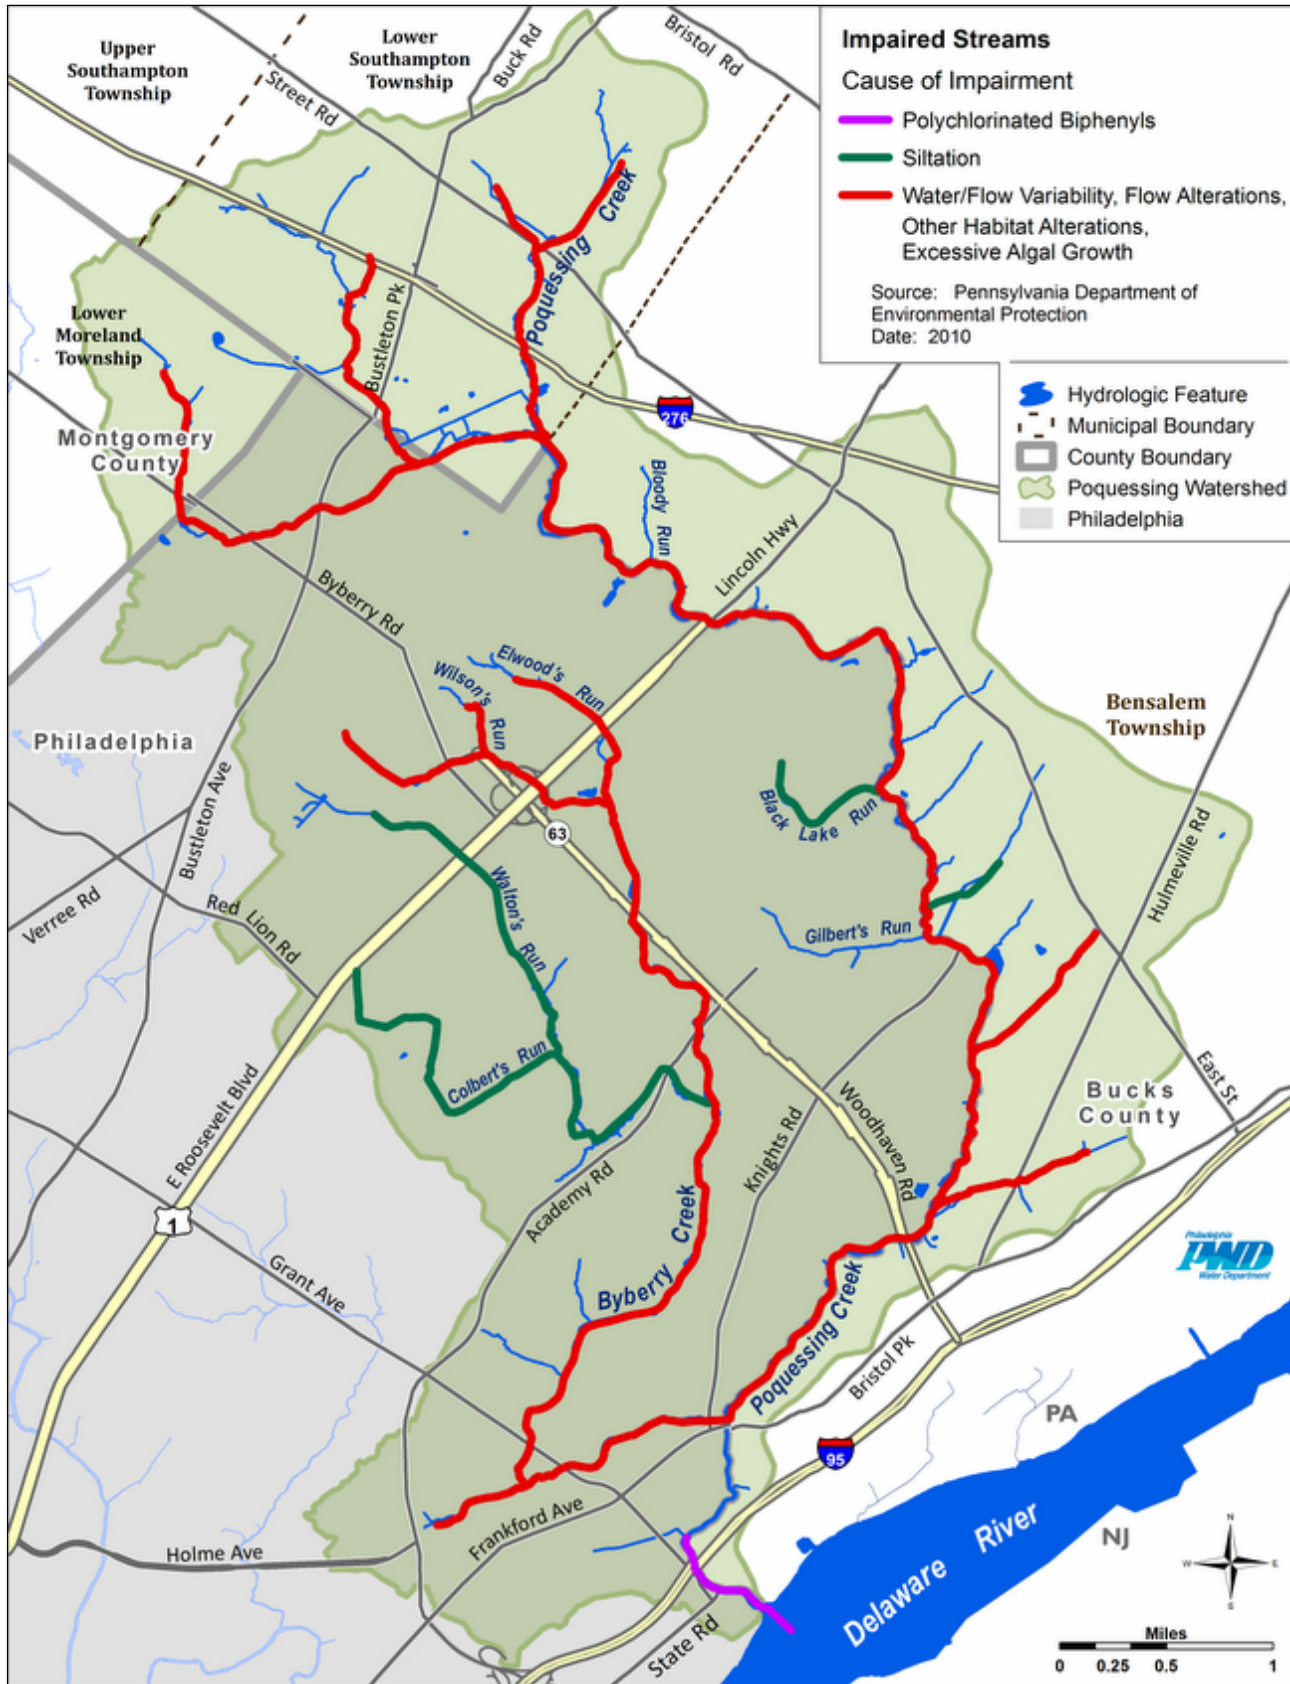 Upper
Southampton
Township
Lower
Southampton
Township
Buck Rd
Bristol Rd
Street Rd
Impaired Streams
Cause of Impairment
Polychlorinated Biphenyls
Siltation
Water/Flow Variability, Flow Alterations,
Other Habitat Alterations,
Excessive Algal Growth
Source: Pennsylvania Department of
Environmental Protection
Date: 2010
Hydrologic Feature
Municipal Boundary
County Boundary
Poquessing Watershed
Philadelphia
Poquessing Creek
Lower
Moreland
Township
Bustleton Pk
276
Montgomery
County
Bloody Run
Lincoln Hwy
Byberry Rd
Elwood's Run
Wilson's Run
Bensalem
Township
Philadelphia
Bustleton Ave
Black Lake Run
63
Hulmeville Rd
Verree Rd
Red Lion Rd
Walton's Run
Gilbert's Run
Colbert's Run
East St
Bucks
County
E Roosevelt Blvd
Woodhaven Rd
Knights Rd
Academy Rd
1
Grant Ave
Byberry Creek
Philadelphia
PWD
Water Department
Poquessing Creek
Bristol Pk
PA
95
Frankford Ave
Holme Ave
NJ
Delaware River
State Rd
N
W
E
S
Miles
0 0.25 0.5 1